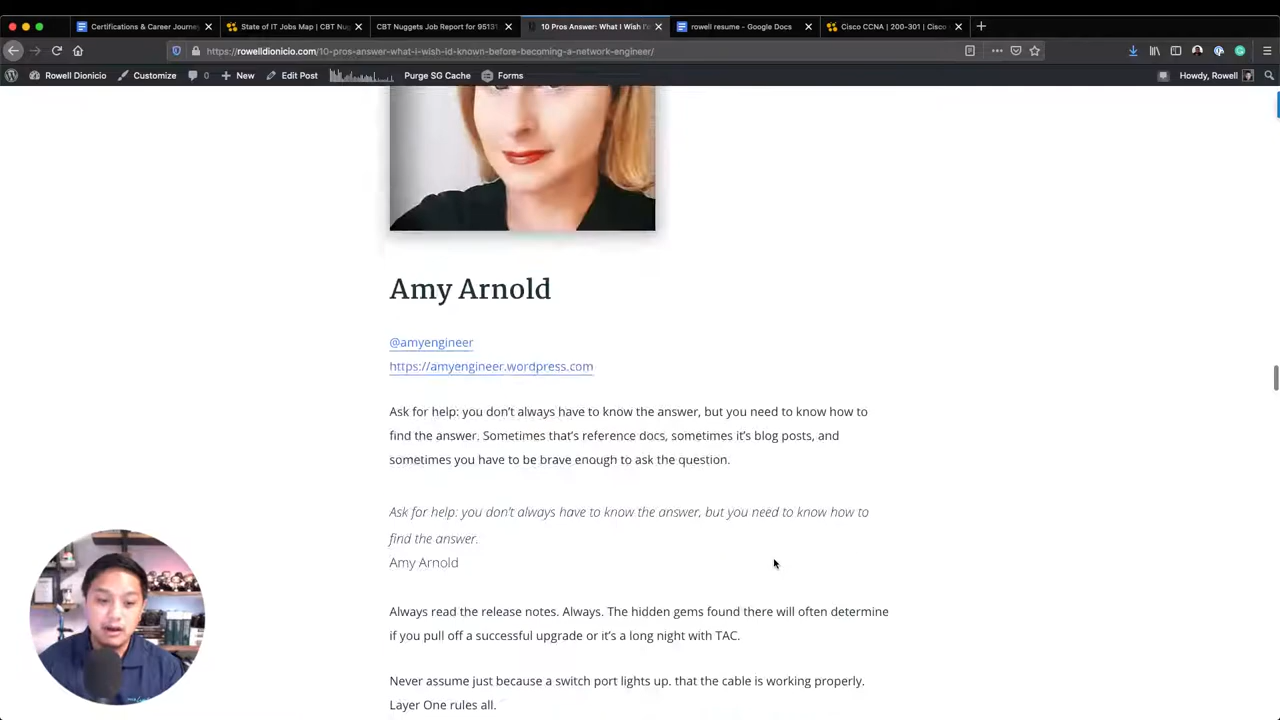 Certifications & Career Journe
State of IT Jobs Map | CBT Nug
CBT Nuggets Job Report for 95131
10 Pros Answer: What I Wish I'
rowell resume - Google Docs
Cisco CCNA | 200-301 | Cisco
https://rowelldionicio.com/10-pros-answer-what-i-wish-id-known-before-becoming-a-network-engineer/
Rowell Dionicio Customize 0 New Edit Post Purge SG Cache Forms Howdy, Rowell
Amy Arnold
@amyengineer
https://amyengineer.wordpress.com
Ask for help: you don't always have to know the answer, but you need to know how to
find the answer. Sometimes that's reference docs, sometimes it's blog posts, and
sometimes you have to be brave enough to ask the question.
Ask for help: you don't always have to know the answer, but you need to know how to
find the answer.
Amy Arnold
Always read the release notes. Always. The hidden gems found there will often determine
if you pull off a successful upgrade or it's a long night with TAC.
Never assume just because a switch port lights up. that the cable is working properly.
Layer One rules all.